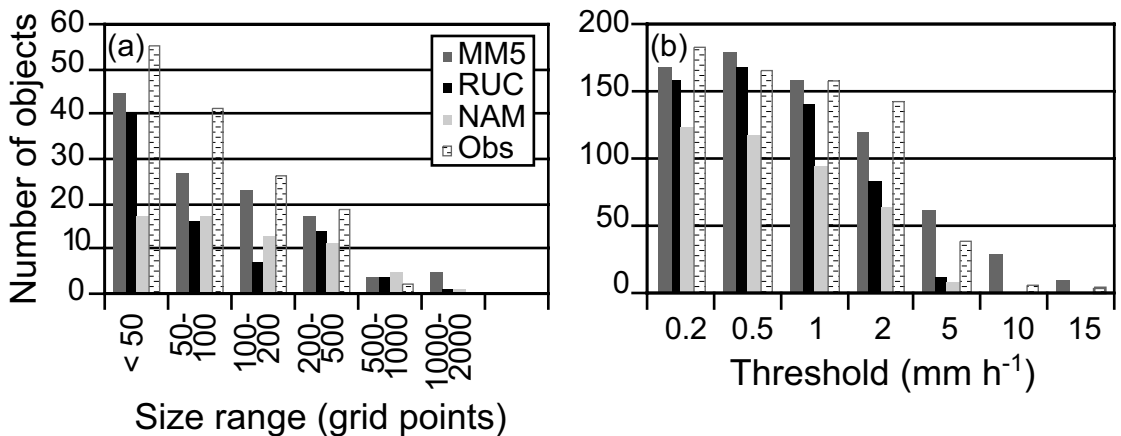 Number of objects
60
50
40
30
20
10
0
(a)
MM5
RUC
NAM
Obs
< 50
50-
100
100-
200
200-
500
500-
1000
1000-
2000
Size range (grid points)
200
150
100
50
0
(b)
0.2 0.5 1 2 5 10 15
Threshold (mm h⁻¹)